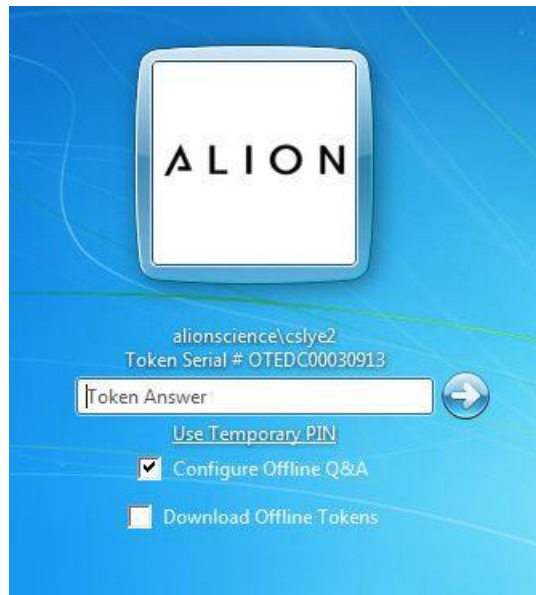 ALION
alionscience\cslye2
Token Serial # OTEDC00030913
Token Answer
Use Temporary PIN
Configure Offline Q&A
Download Offline Tokens